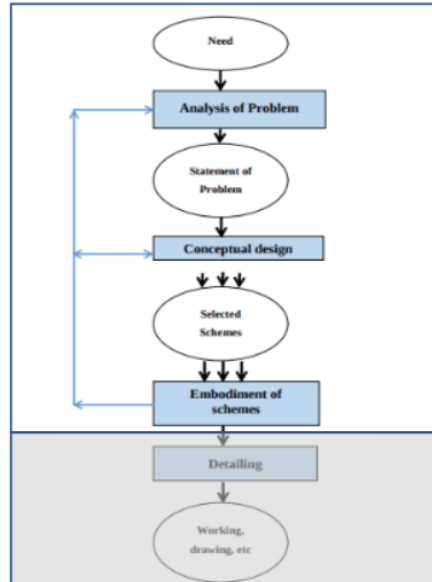 Need
Analysis of Problem
Statement of
Problem
Conceptual design
Selected
Schemes
Embodiment of
schemes
Detailing
Working,
drawing, etc